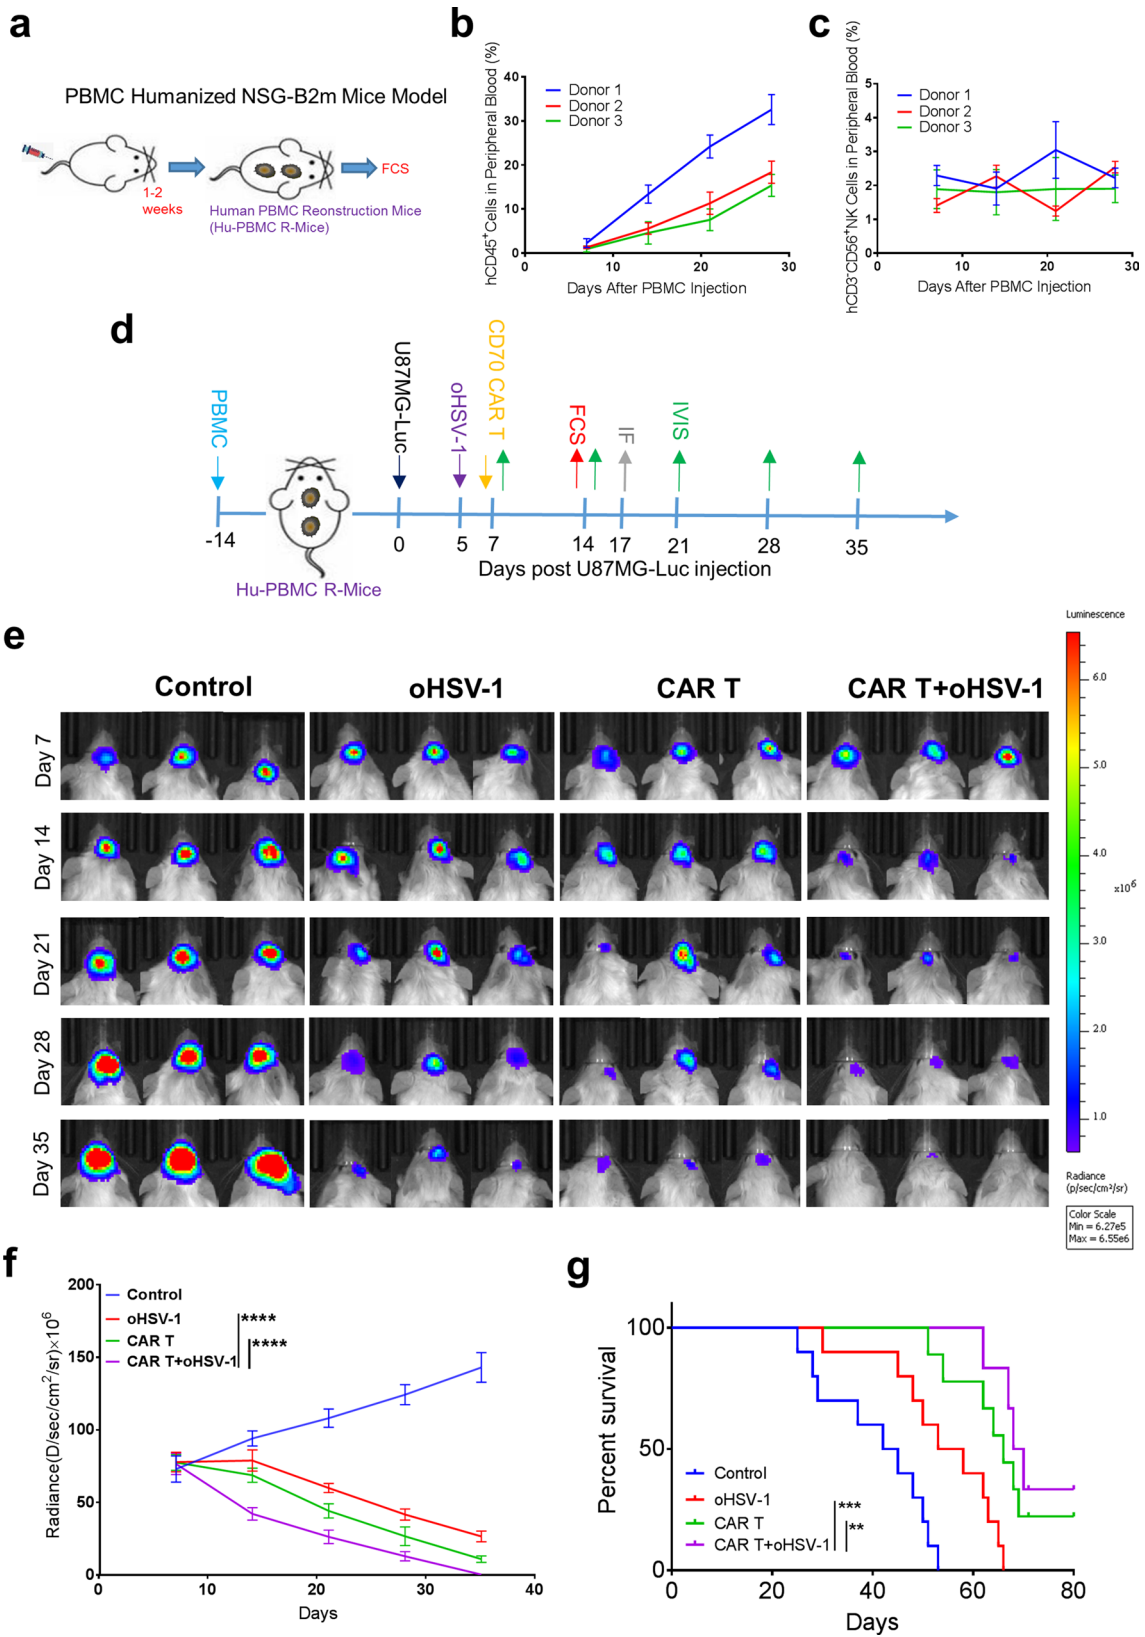 a
PBMC Humanized NSG-B2m Mice Model
1-2
weeks
Human PBMC Reconstruction Mice
(Hu-PBMC R-Mice)
FCS
b
hCD45+Cells in Peripheral Blood (%)
40
30
20
10
0
Donor 1
Donor 2
Donor 3
0
10
20
30
Days After PBMC Injection
c
hCD3-CD56+NK Cells in Peripheral Blood (%)
5
4
3
2
1
0
Donor 1
Donor 2
Donor 3
0
10
20
30
Days After PBMC Injection
d
PBMC
U87MG-Luc
oHSV-1
CD70 CAR T
FCS
IF
IVIS
-14
0
5
7
14
17
21
28
35
Days post U87MG-Luc injection
Hu-PBMC R-Mice
e
Control
oHSV-1
CAR T
CAR T+oHSV-1
Day 7
Day 14
Day 21
Day 28
Day 35
Luminescence
6.0
5.0
4.0
x10⁶
3.0
2.0
1.0
Radiance
(p/sec/cm²/sr)
Color Scale
Min = 6.27e5
Max = 6.55e6
f
Radiance(D/sec/cm²/sr)×10⁶
200
150
100
50
0
Control
oHSV-1
CAR T
CAR T+oHSV-1
****
****
0
10
20
30
40
Days
g
Percent survival
100
50
0
Control
oHSV-1
CAR T
CAR T+oHSV-1
***
**
0
20
40
60
80
Days